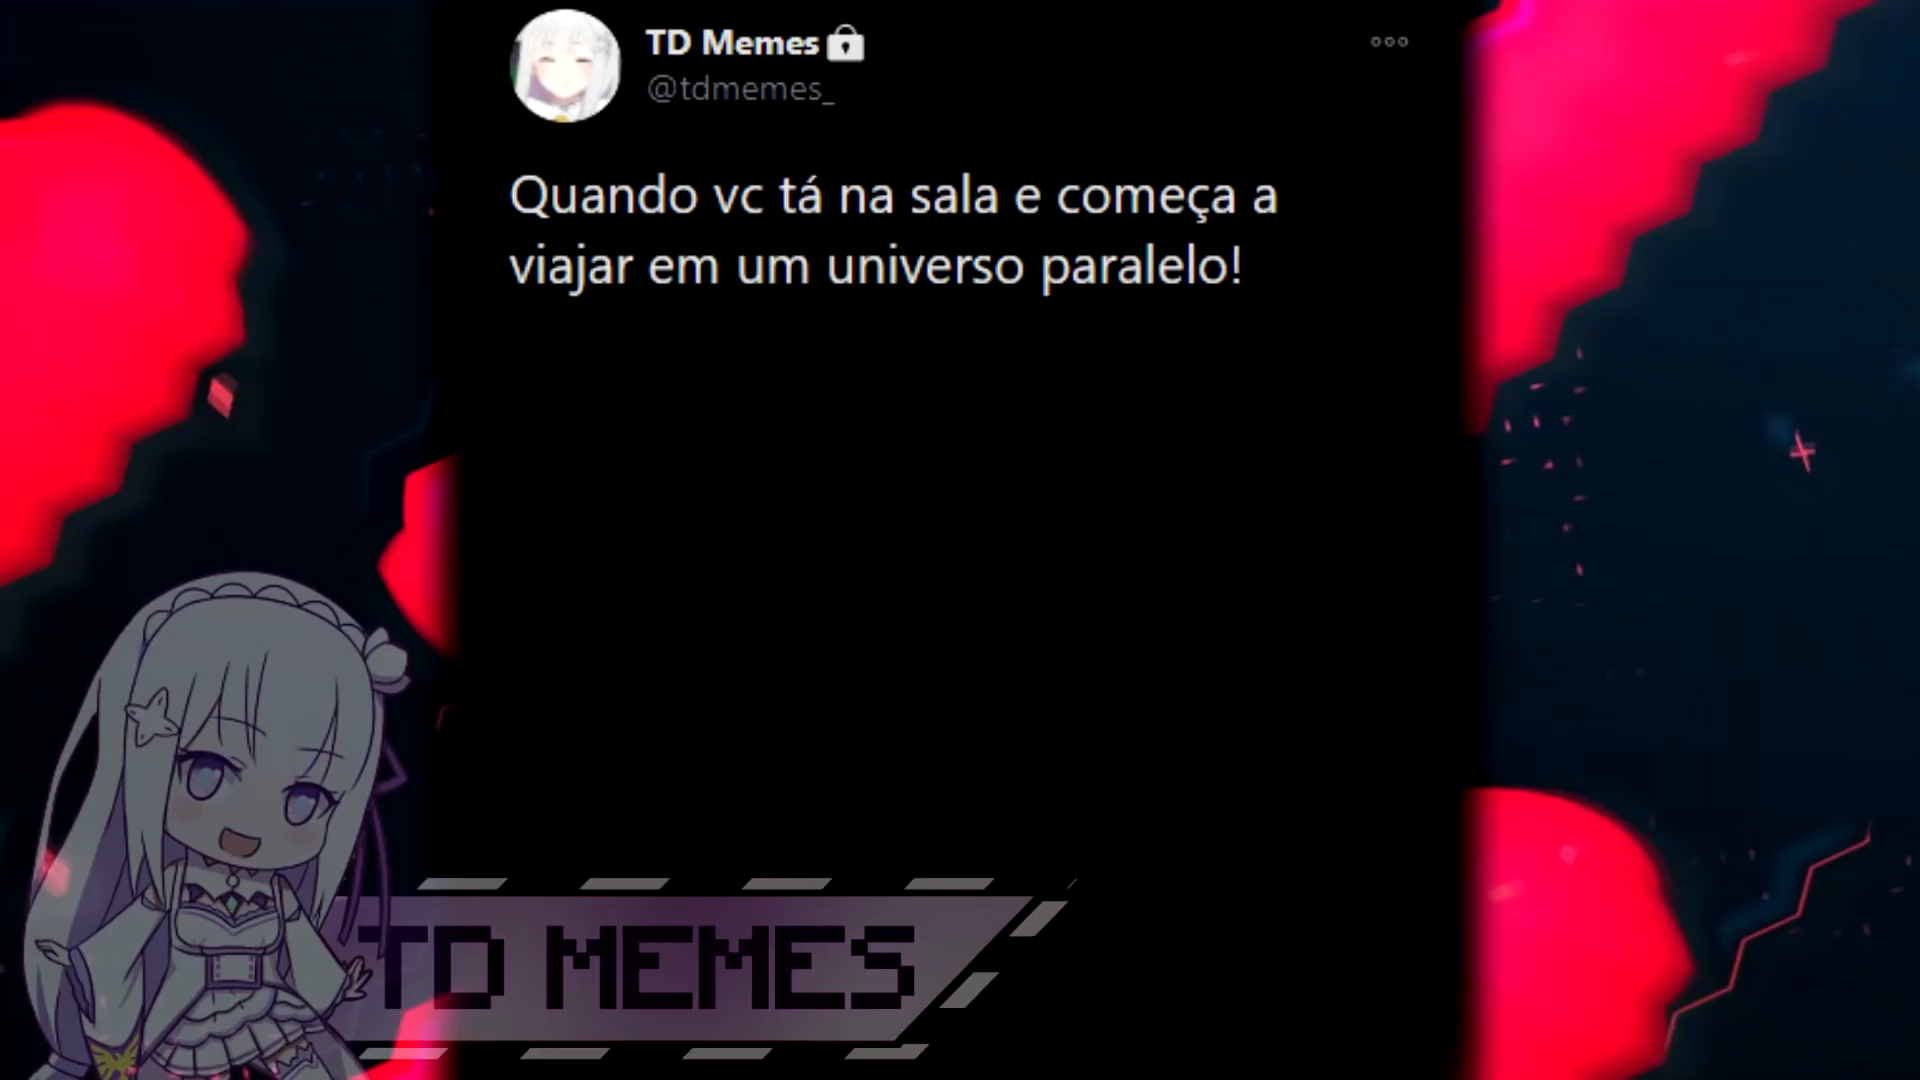 TD Memes
@tdmemes_
Quando vc tá na sala e começa a
viajar em um universo paralelo!
TD MEMES